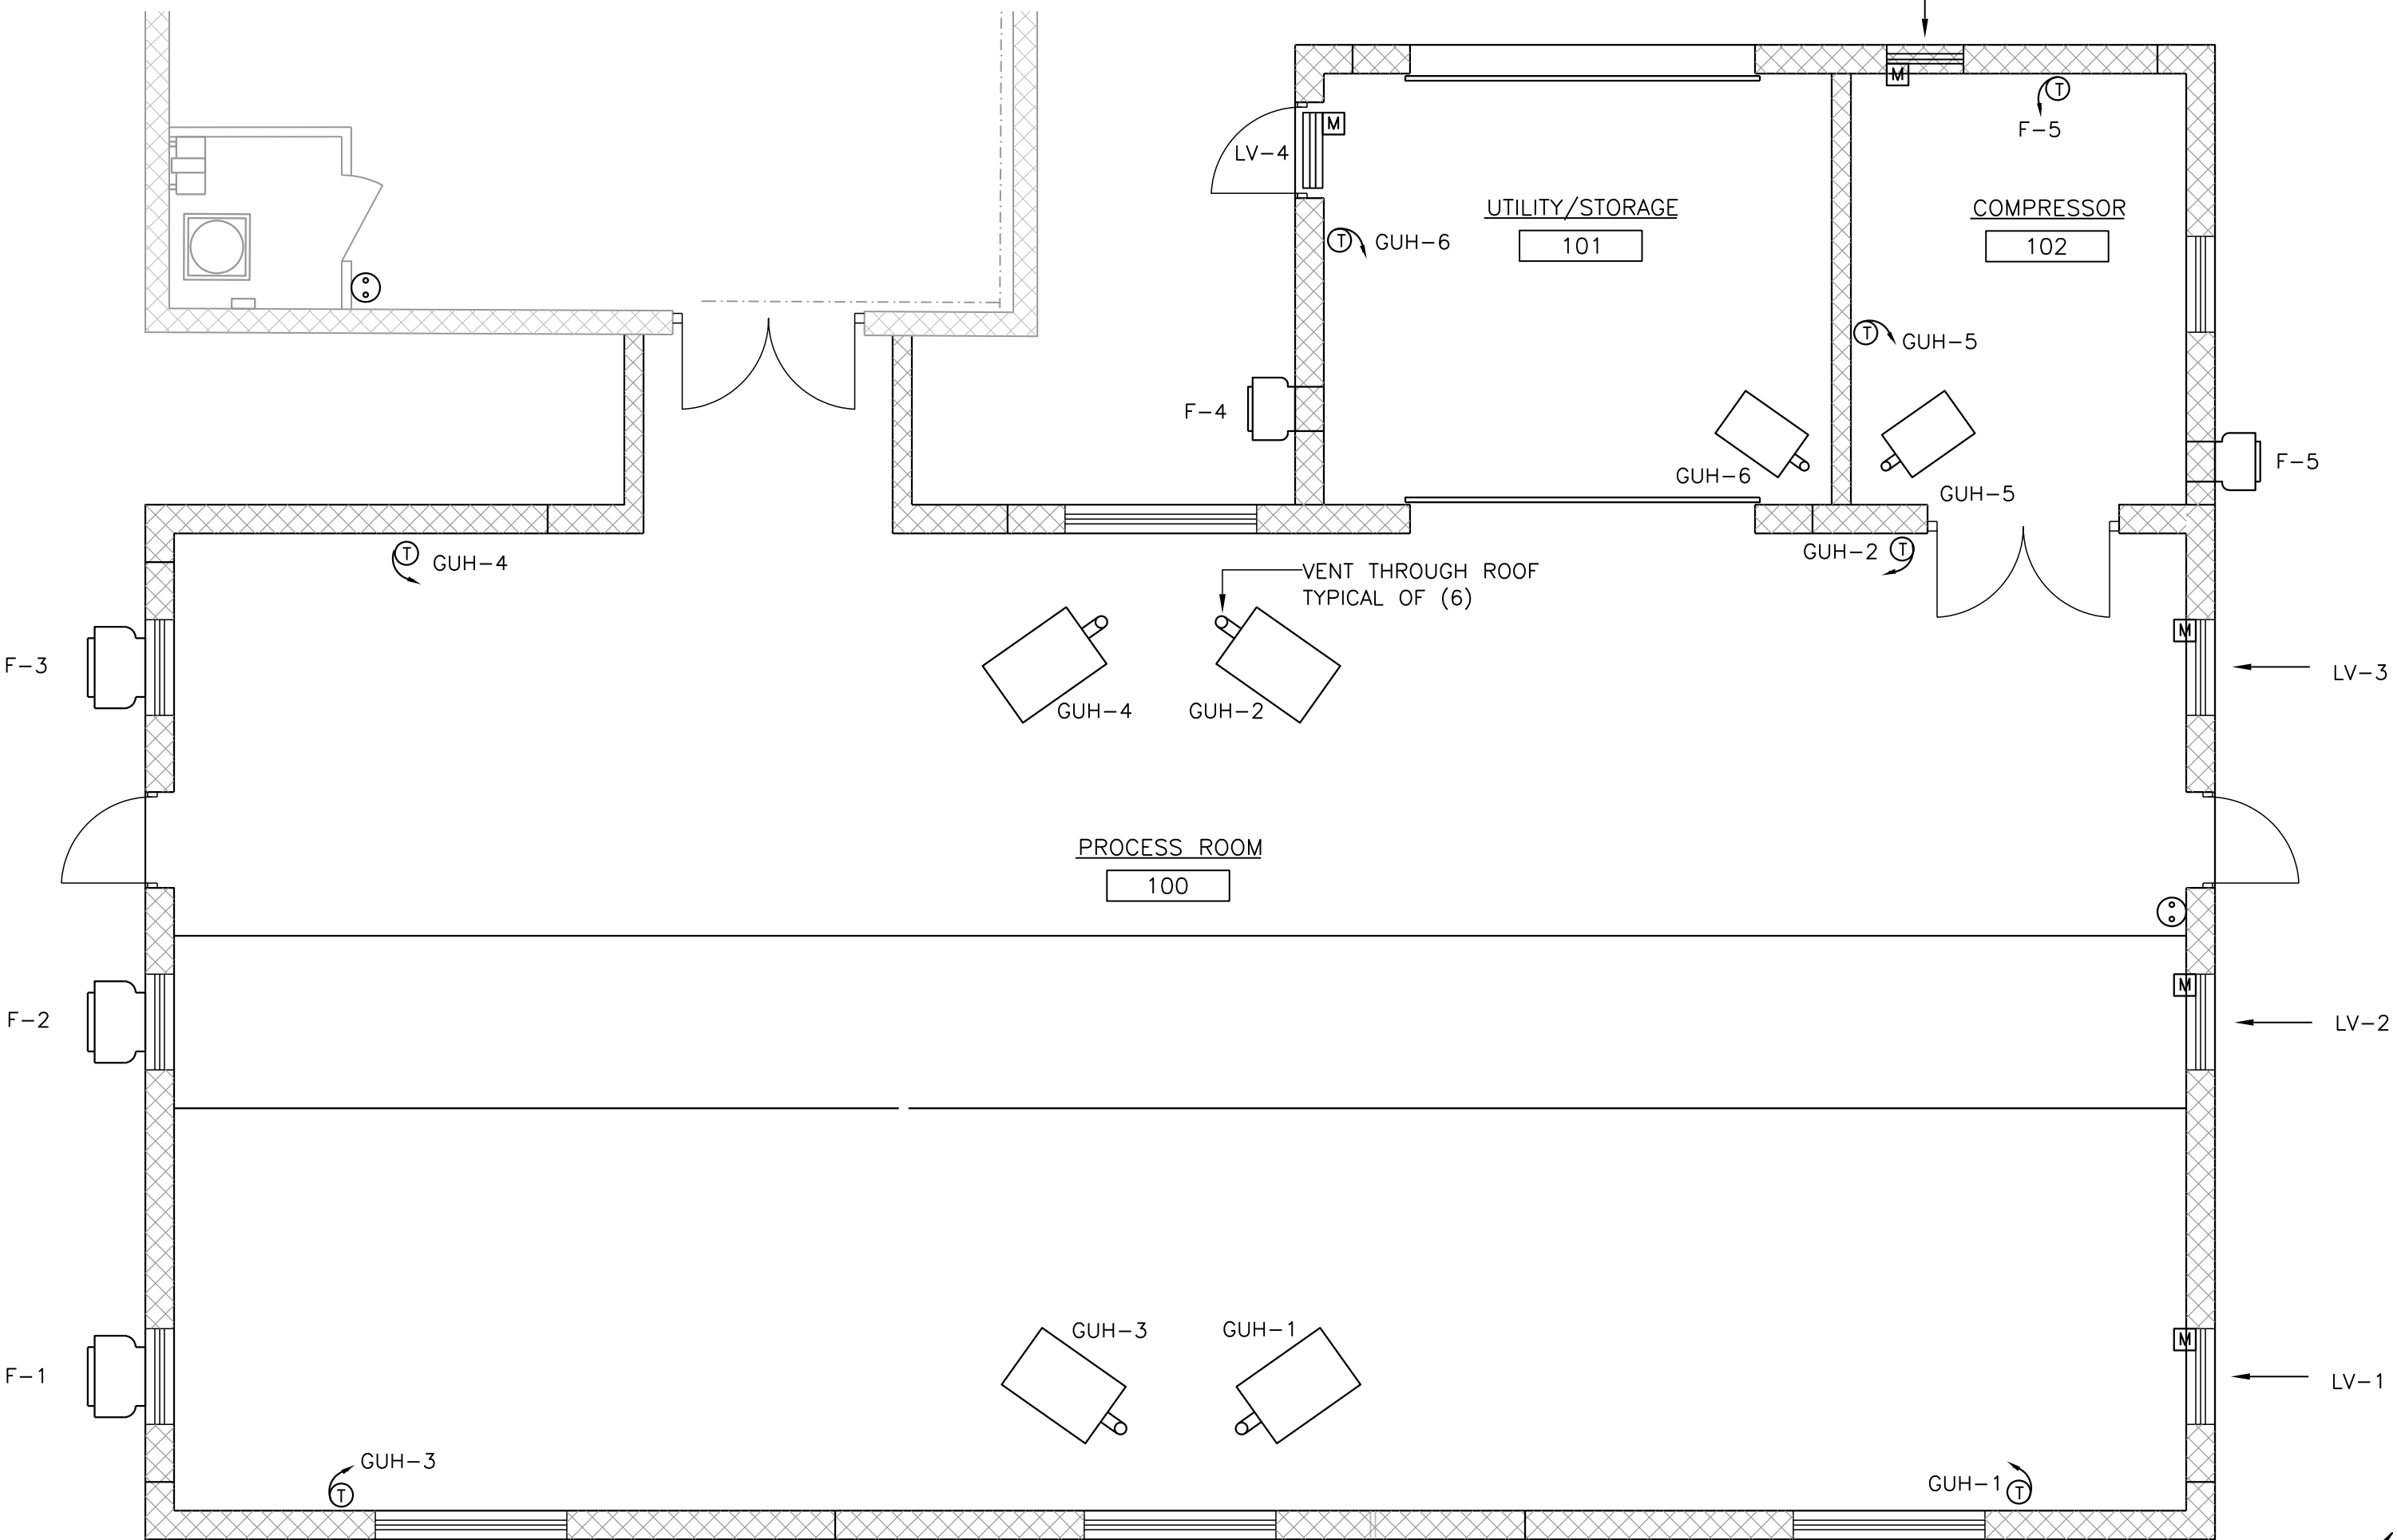 M
T
F-5
M
LV-4
UTILITY/STORAGE
101
COMPRESSOR
102
T
GUH-6
T
GUH-5
F-4
GUH-6
GUH-5
F-5
T
GUH-4
GUH-2
T
VENT THROUGH ROOF
TYPICAL OF (6)
M
F-3
LV-3
GUH-4
GUH-2
PROCESS ROOM
100
M
F-2
LV-2
GUH-3
GUH-1
M
F-1
LV-1
GUH-3
T
GUH-1
T